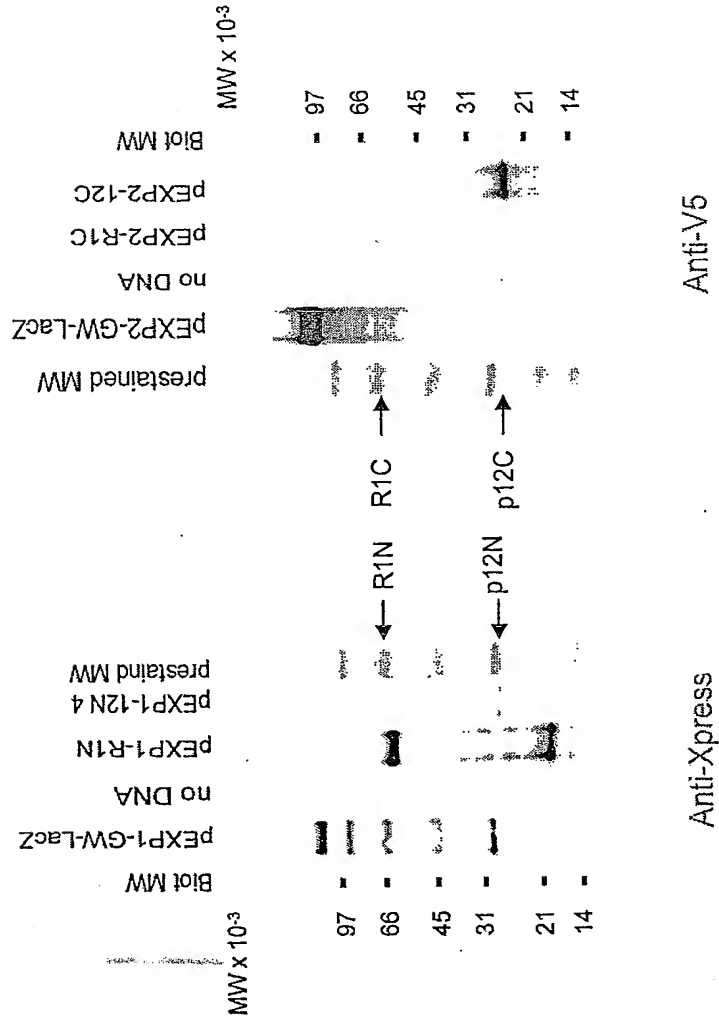 MW x 10-3
Biot MW
pEXP1-GW-LacZ
no DNA
pEXP1-R1N
pEXP1-12N 4
prestaind MW
97
66
45
31
21
14
R1N
p12N
Anti-Xpress
prestained MW
pEXP2-GW-LacZ
no DNA
pEXP2-R1C
pEXP2-12C
Biot MW
MW x 10-3
R1C
p12C
97
66
45
31
21
14
Anti-V5